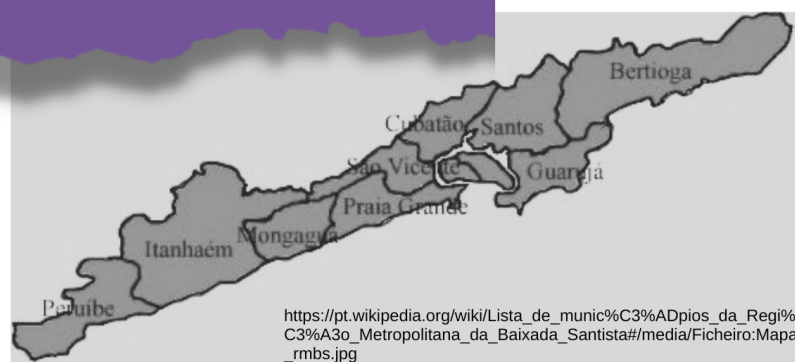 Bertioga
Cubatão
Santos
São Vicente
Guarujá
Praia Grande
Mongaguá
Itanhaém
Peruíbe
https://pt.wikipedia.org/wiki/Lista_de_munic%C3%ADpios_da_Regi%
C3%A3o_Metropolitana_da_Baixada_Santista#/media/Ficheiro:Mapa
_rmbs.jpg